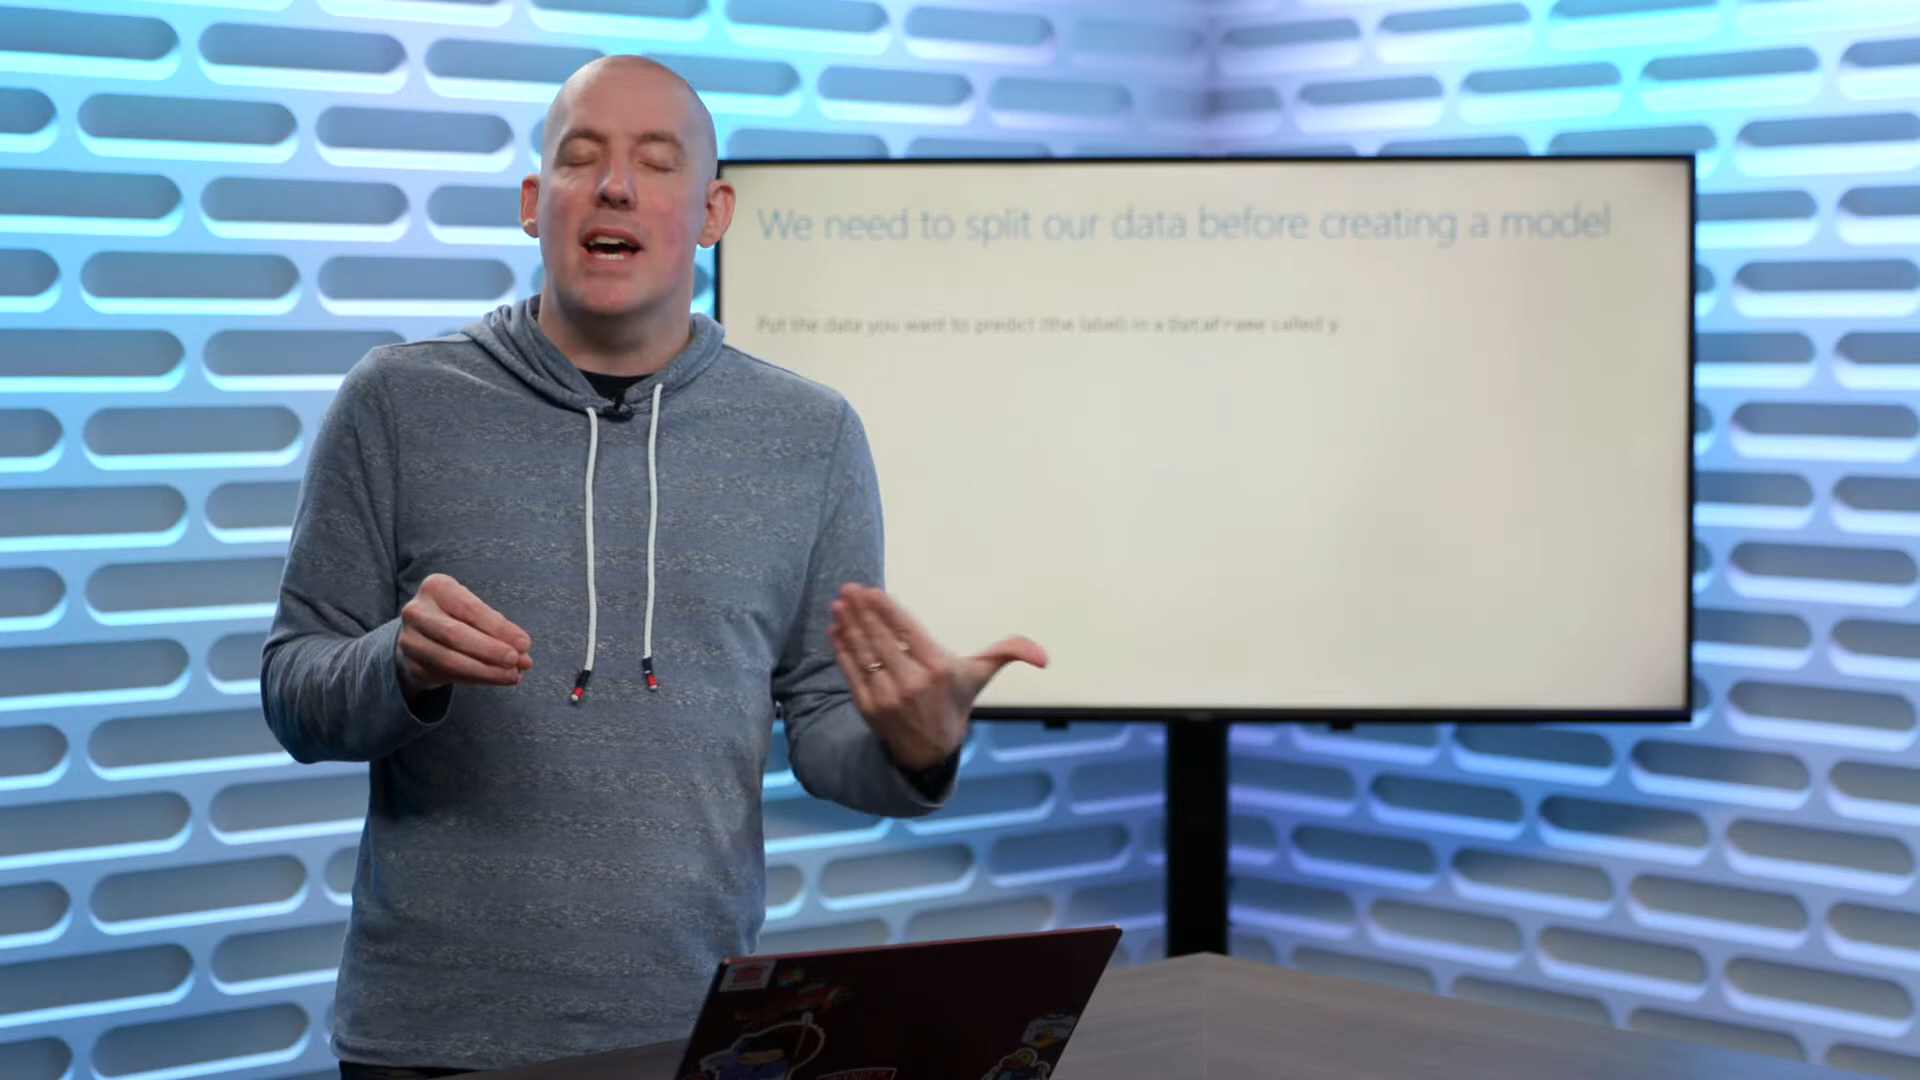 We need to split our data before creating a model
Put the data you want to predict (the label) in a DataFrame called y